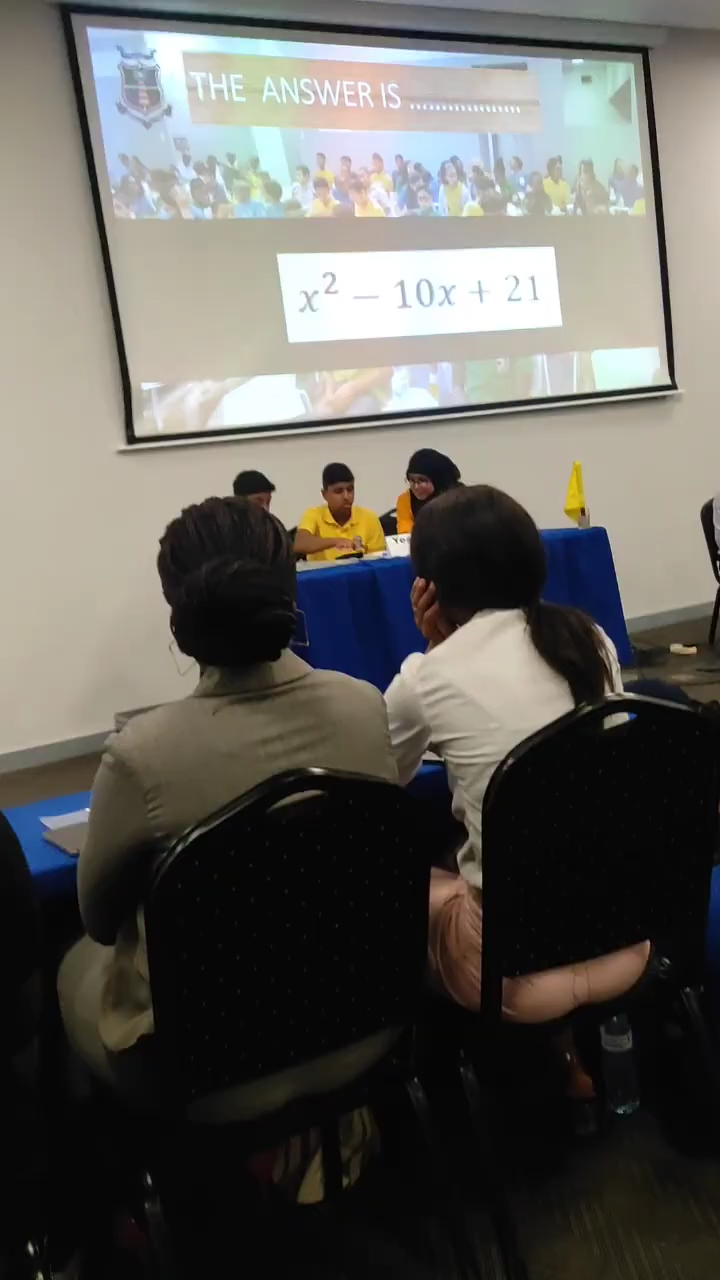 THE ANSWER IS ..................
x² − 10x + 21